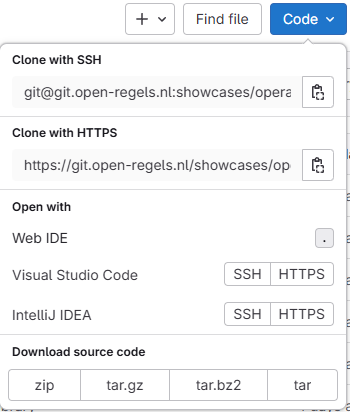 + Find file Code
Clone with SSH
git@git.open-regels.nl:showcases/opera
Clone with HTTPS
https://git.open-regels.nl/showcases/ope
Open with
Web IDE .
Visual Studio Code SSH HTTPS
IntelliJ IDEA SSH HTTPS
Download source code
zip tar.gz tar.bz2 tar